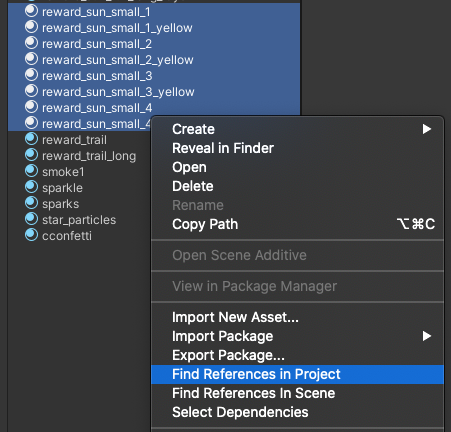 reward_sun_small_1
reward_sun_small_1_yellow
reward_sun_small_2
reward_sun_small_2_yellow
reward_sun_small_3
reward_sun_small_3_yellow
reward_sun_small_4
reward_sun_small_4
reward_trail
reward_trail_long
smoke1
sparkle
sparks
star_particles
cconfetti
Create
Reveal in Finder
Open
Delete
Rename
Copy Path ⌥⌘C
Open Scene Additive
View in Package Manager
Import New Asset...
Import Package
Export Package...
Find References in Project
Find References In Scene
Select Dependencies